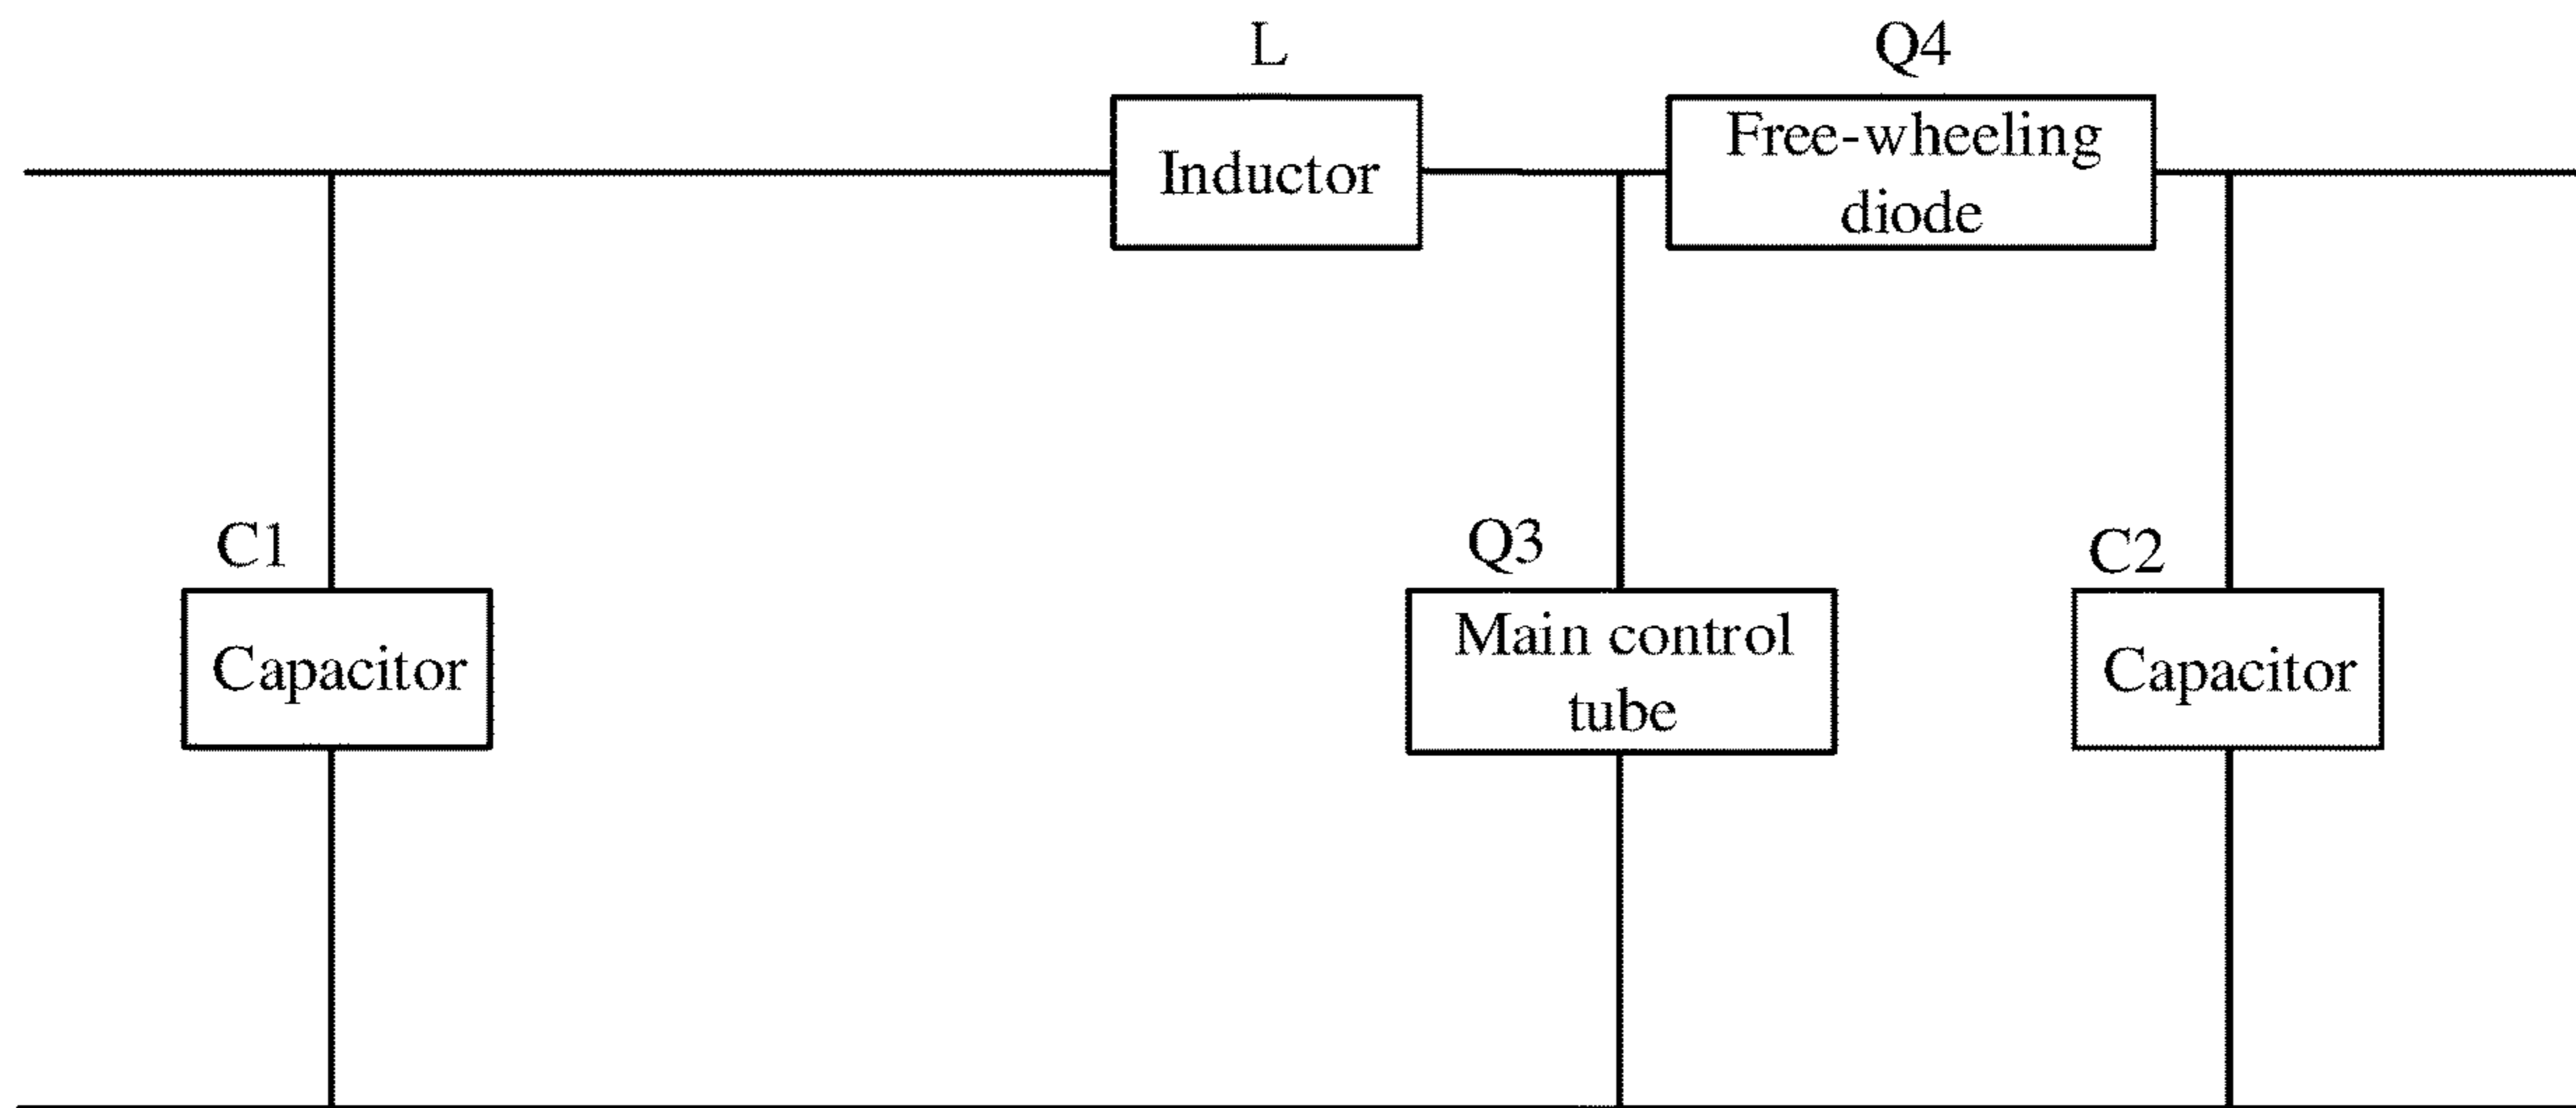 L
Inductor
Q4
Free-wheeling
diode
C1
Capacitor
Q3
Main control
tube
C2
Capacitor